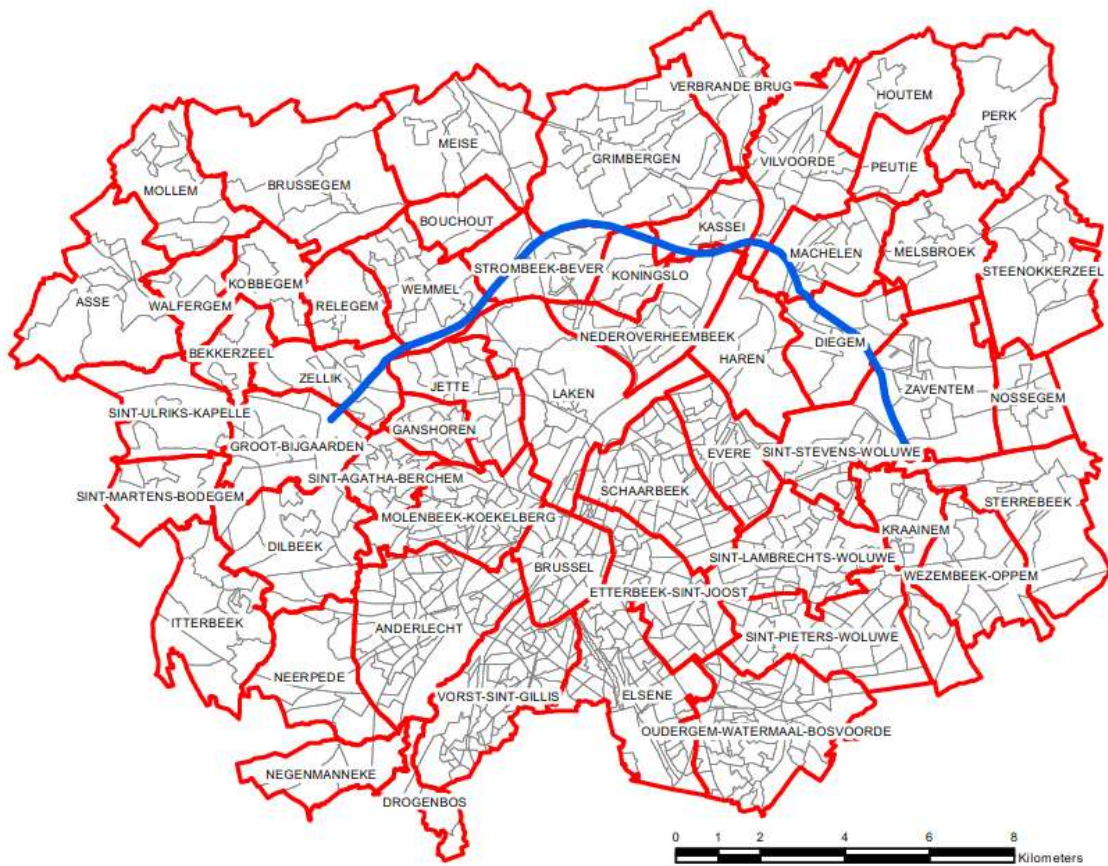 VERBRANDE BRUG
HOUTEM
PERK
MEISE
GRIMBERGEN
VILVOORDE
PEUTIE
MOLLEM
BRUSSEGEM
BOUCHOUT
KASSEI
MACHELEN
MELSBROEK
STEENOKKERZEEL
STROMBEEK-BEVER
KONINGSLO
KOBBEGEM
WEMMEL
ASSE
WALFERGEM
RELEGEM
NEDEROVERHEEMBEEK
DIEGEM
HAREN
BEKKERZEEL
ZELLIK
JETTE
LAKEN
ZAVENTEM
NOSSEGEM
SINT-ULRIKS-KAPELLE
GANSHOREN
GROOT-BIJGAARDEN
EVERE
SINT-STEVENS-WOLUWE
SINT-AGATHA-BERCHEM
SCHAARBEEK
SINT-MARTENS-BODEGEM
STERREBEEK
MOLENBEEK-KOEKELBERG
KRAAINEM
DILBEEK
SINT-LAMBRECHTS-WOLUWE
BRUSSEL
WEZEMBEEK-OPPEM
ETTERBEEK-SINT-JOOST
ITTERBEEK
ANDERLECHT
SINT-PIETERS-WOLUWE
NEERPEDE
VORST-SINT-GILLIS
ELSENE
OUDERGEM-WATERMAAL-BOSVOORDE
NEGENMANNEKE
DROGENBOS
0 1 2 4 6 8
Kilometers